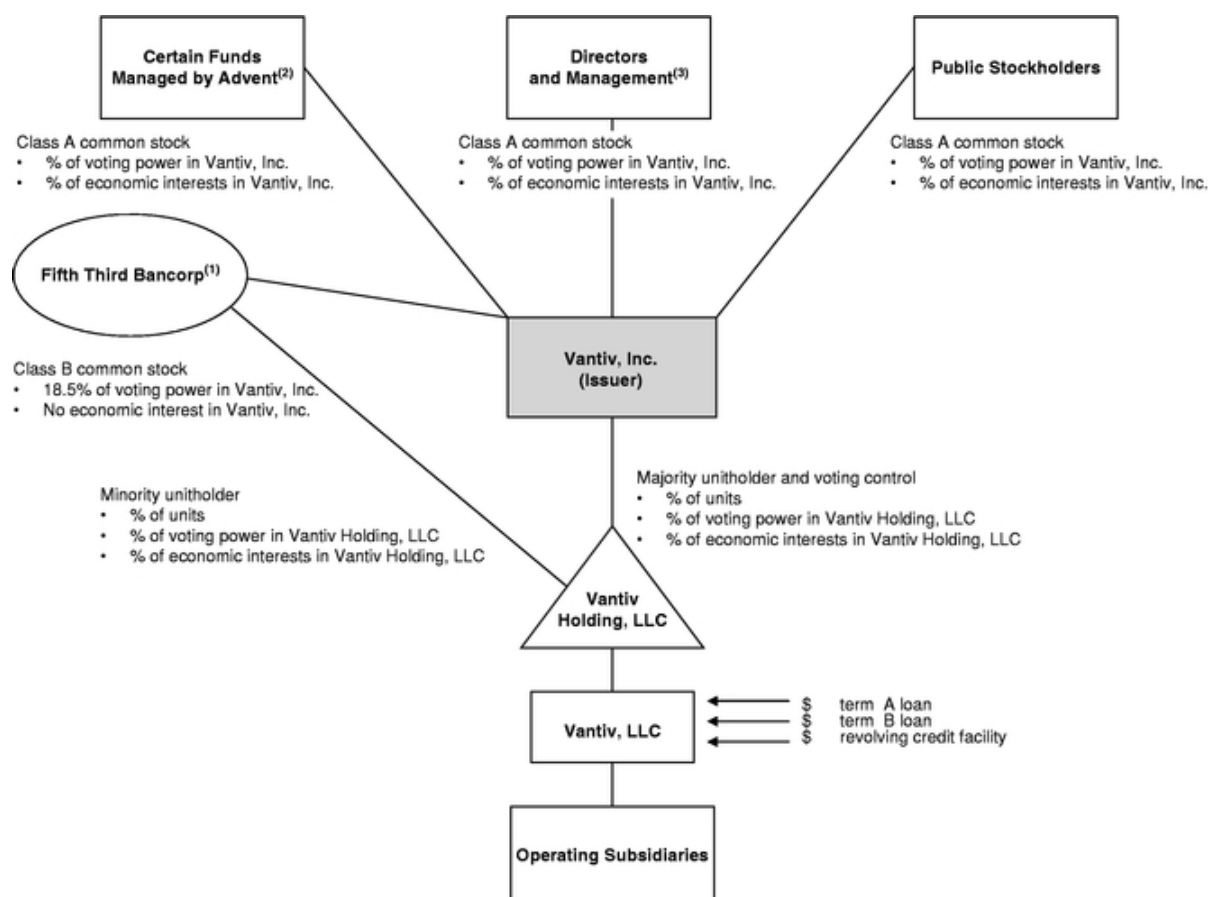 Certain Funds
Managed by Advent(2)
Directors
and Management(3)
Public Stockholders
Class A common stock
• % of voting power in Vantiv, Inc.
• % of economic interests in Vantiv, Inc.
Class A common stock
• % of voting power in Vantiv, Inc.
• % of economic interests in Vantiv, Inc.
Class A common stock
• % of voting power in Vantiv, Inc.
• % of economic interests in Vantiv, Inc.
Fifth Third Bancorp(1)
Vantiv, Inc.
(Issuer)
Class B common stock
• 18.5% of voting power in Vantiv, Inc.
• No economic interest in Vantiv, Inc.
Minority unitholder
• % of units
• % of voting power in Vantiv Holding, LLC
• % of economic interests in Vantiv Holding, LLC
Majority unitholder and voting control
• % of units
• % of voting power in Vantiv Holding, LLC
• % of economic interests in Vantiv Holding, LLC
Vantiv
Holding, LLC
Vantiv, LLC
$ term A loan
$ term B loan
$ revolving credit facility
Operating Subsidiaries